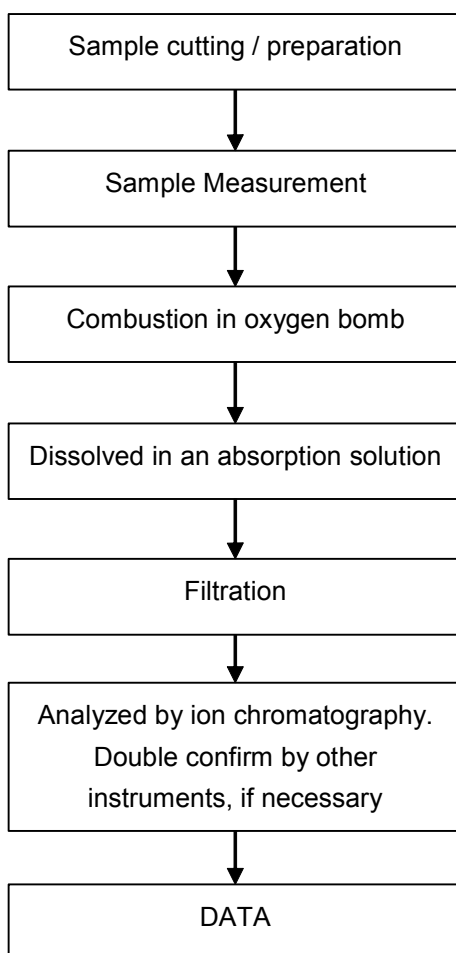 Sample cutting / preparation
Sample Measurement
Combustion in oxygen bomb
Dissolved in an absorption solution
Filtration
Analyzed by ion chromatography.
Double confirm by other
instruments, if necessary
DATA